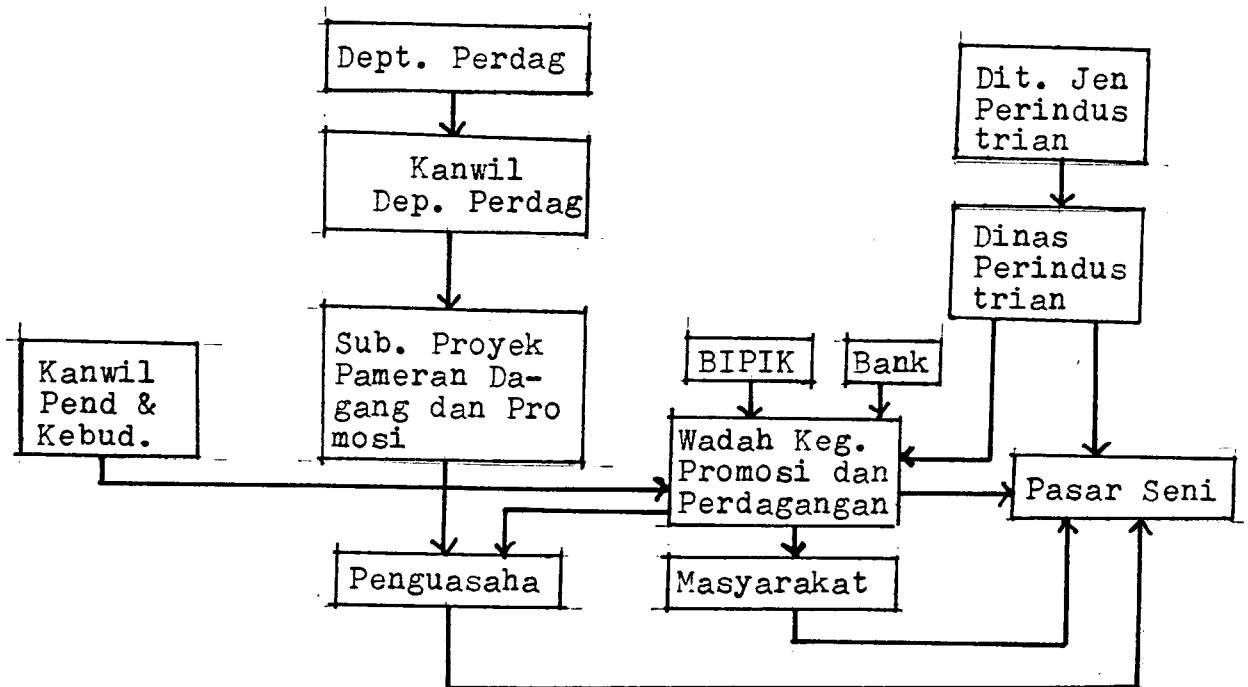 Dept. Perdag
Dit. Jen
Perindus
trian
Kanwil
Dep. Perdag
Dinas
Perindus
trian
Sub. Proyek
Pameran Da-
gang dan Pro
mosi
Kanwil
Pend &
Kebud.
BIPIK
Bank
Wadah Keg.
Promosi dan
Perdagangan
Pasar Seni
Penguasaha
Masyarakat